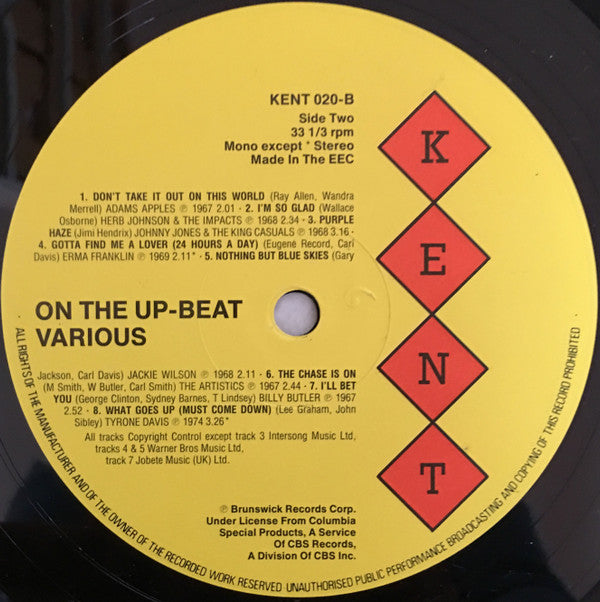 KENT 020-B
Side Two
33 1/3 rpm
Mono except * Stereo
Made In The EEC
K
E
N
T
1. DON'T TAKE IT OUT ON THIS WORLD (Ray Allen, Wandra
Merrell) ADAMS APPLES ℗ 1967 2.01 · 2. I'M SO GLAD (Wallace
Osborne) HERB JOHNSON & THE IMPACTS ℗ 1968 2.34 · 3. PURPLE
HAZE (Jimi Hendrix) JOHNNY JONES & THE KING CASUALS ℗ 1968 3.16 ·
4. GOTTA FIND ME A LOVER (24 HOURS A DAY) (Eugene Record, Carl
Davis) ERMA FRANKLIN ℗ 1969 2.11* · 5. NOTHING BUT BLUE SKIES (Gary
ON THE UP-BEAT
VARIOUS
Jackson, Carl Davis) JACKIE WILSON ℗ 1968 2.11 · 6. THE CHASE IS ON
(M Smith, W Butler, Carl Smith) THE ARTISTICS ℗ 1967 2.44 · 7. I'LL BET
YOU (George Clinton, Sydney Barnes, T Lindsey) BILLY BUTLER ℗ 1967
2.52 · 8. WHAT GOES UP (MUST COME DOWN) (Lee Graham, John
Sibley) TYRONE DAVIS ℗ 1974 3.26*
All tracks Copyright Control except track 3 Intersong Music Ltd,
tracks 4 & 5 Warner Bros Music Ltd,
track 7 Jobete Music (UK) Ltd.
℗ Brunswick Records Corp.
Under License From Columbia
Special Products, A Service
Of CBS Records,
A Division Of CBS Inc.
ALL RIGHTS OF THE MANUFACTURER AND OF THE OWNER OF THE RECORDED WORK RESERVED UNAUTHORISED PUBLIC PERFORMANCE BROADCASTING AND COPYING OF THIS RECORD PROHIBITED